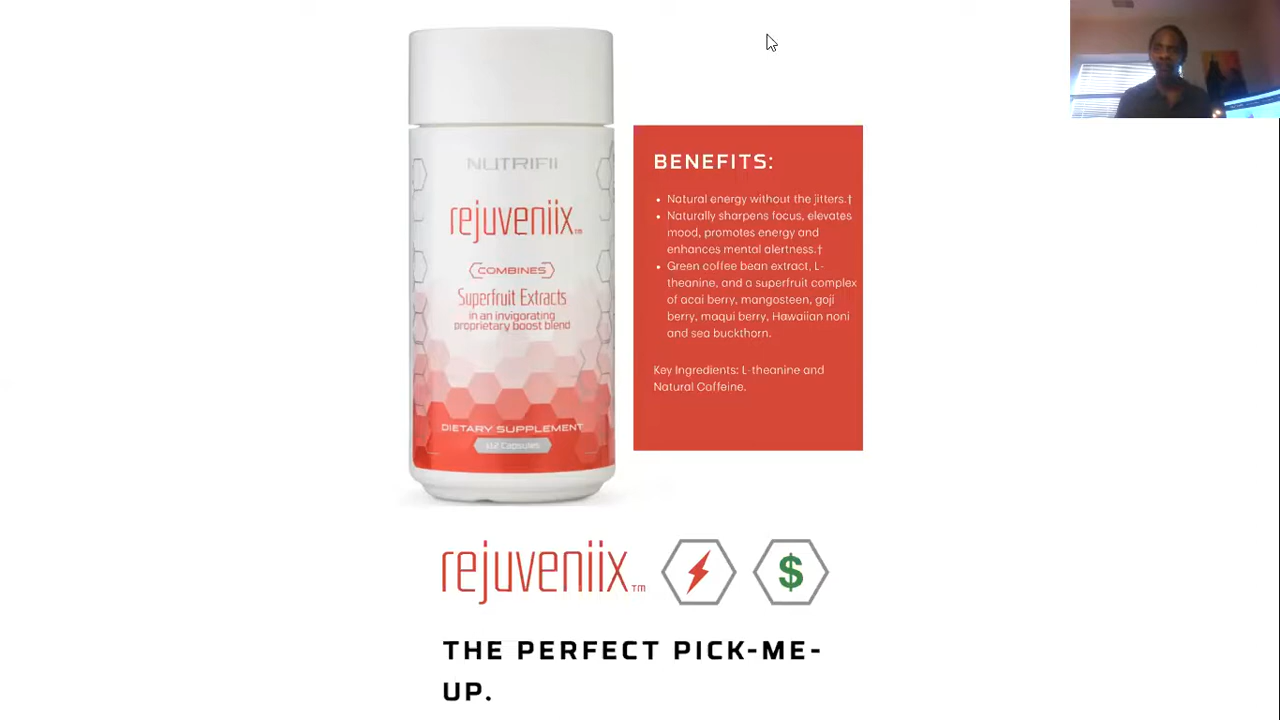 NUTRIFII
rejuveniix™
COMBINES
Superfruit Extracts
in an invigorating
proprietary boost blend
DIETARY SUPPLEMENT
Capsules
BENEFITS:
• Natural energy without the jitters.†
• Naturally sharpens focus, elevates
mood, promotes energy and
enhances mental alertness.†
• Green coffee bean extract, L-
theanine, and a superfruit complex
of acai berry, mangosteen, goji
berry, maqui berry, Hawaiian noni
and sea buckthorn.
Key Ingredients: L-theanine and
Natural Caffeine.
rejuveniix™
$
THE PERFECT PICK-ME-
UP.